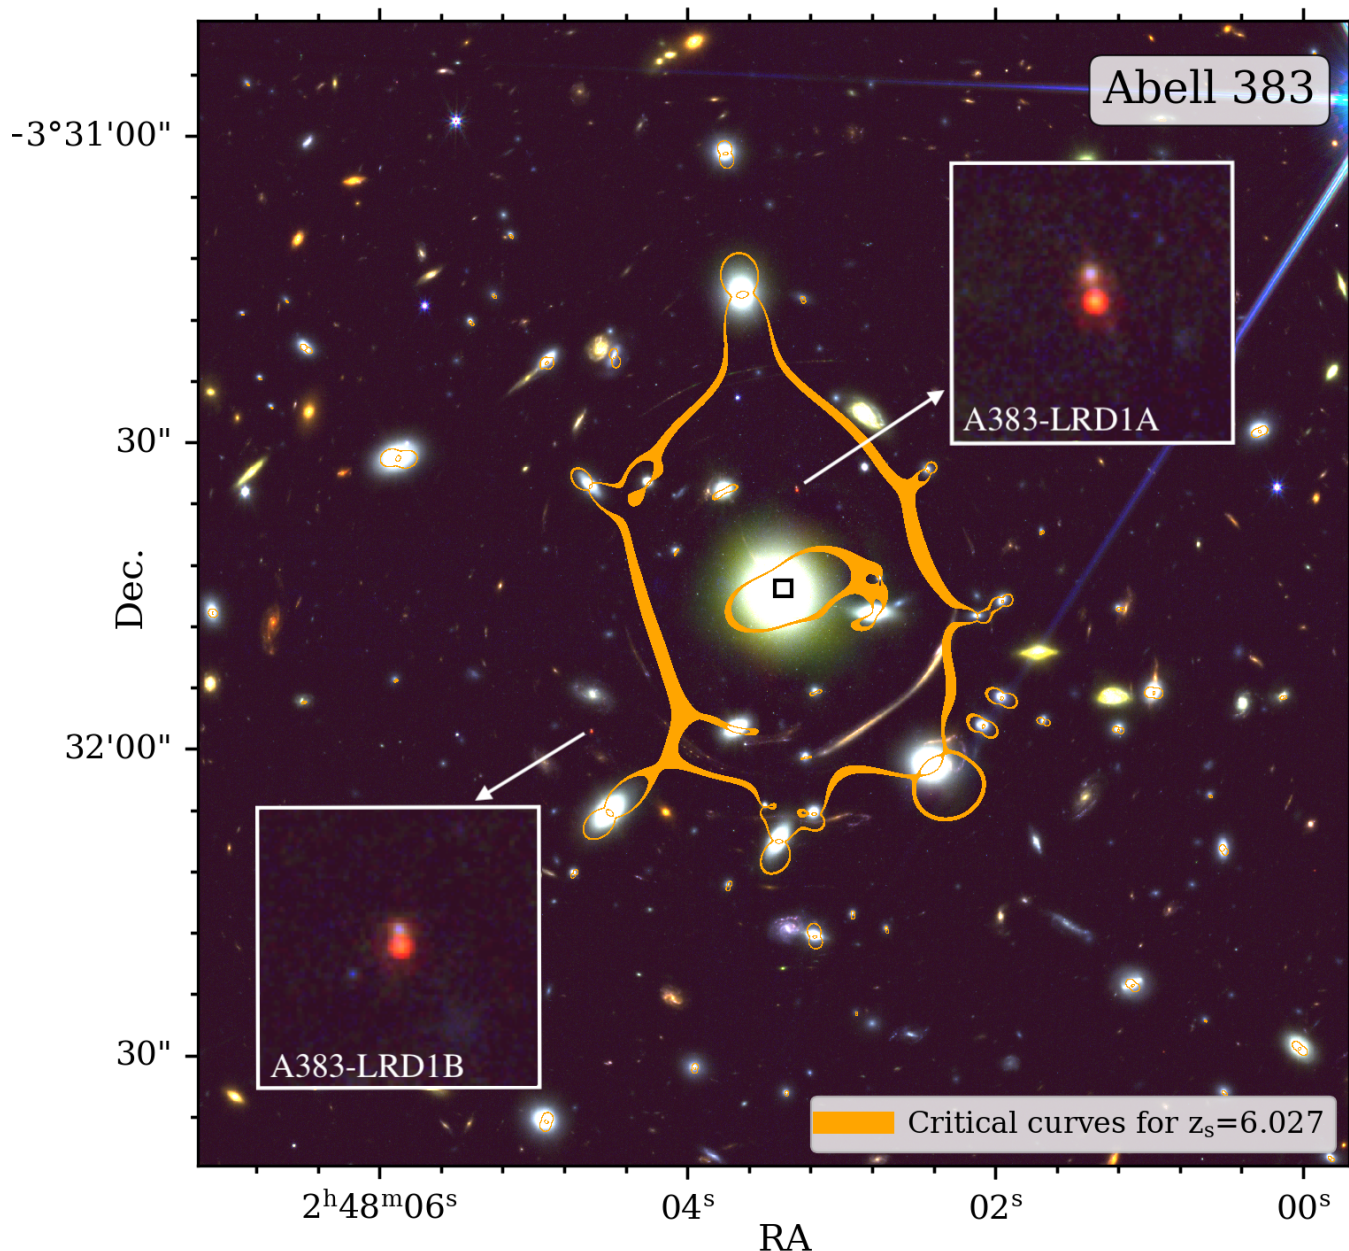 Abell 383
-3°31'00"
A383-LRD1A
30"
Dec.
32'00"
A383-LRD1B
30"
Critical curves for zₛ=6.027
2ʰ48ᵐ06ˢ 04ˢ 02ˢ 00ˢ
RA